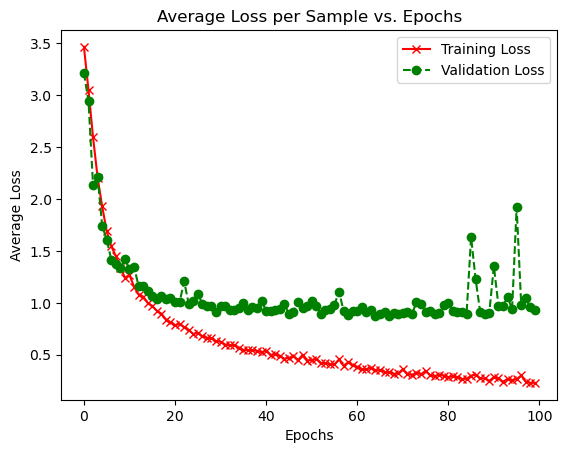 Average Loss per Sample vs. Epochs
Training Loss
Validation Loss
3.5
3.0
2.5
2.0
1.5
1.0
0.5
Average Loss
0 20 40 60 80 100
Epochs